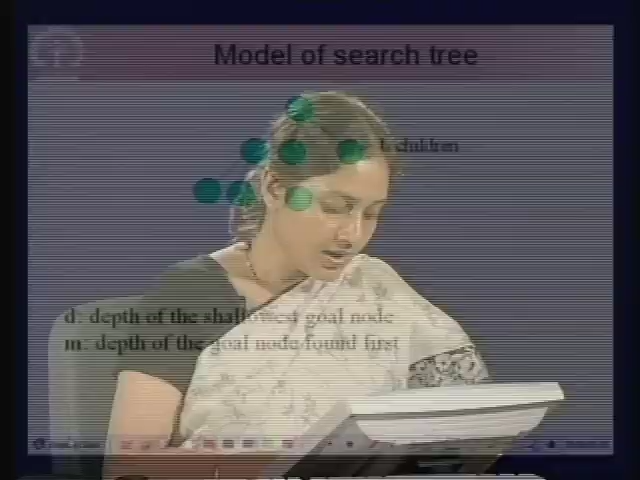 Model of search tree
b children
d: depth of the shallowest goal node
m: depth of the goal node found first